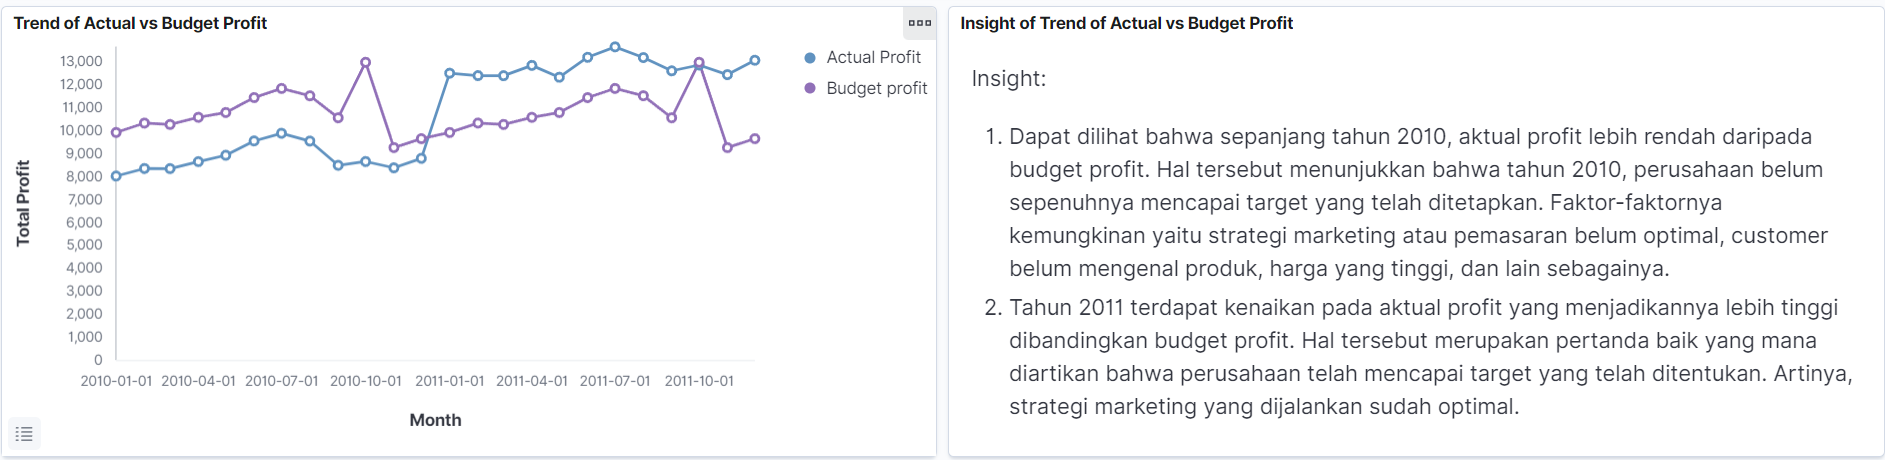 Trend of Actual vs Budget Profit
13,000
12,000
11,000
10,000
9,000
8,000
7,000
6,000
5,000
4,000
3,000
2,000
1,000
0
Total Profit
2010-01-01 2010-04-01 2010-07-01 2010-10-01 2011-01-01 2011-04-01 2011-07-01 2011-10-01
Month
Actual Profit
Budget profit
Insight of Trend of Actual vs Budget Profit
Insight:
1. Dapat dilihat bahwa sepanjang tahun 2010, aktual profit lebih rendah daripada
budget profit. Hal tersebut menunjukkan bahwa tahun 2010, perusahaan belum
sepenuhnya mencapai target yang telah ditetapkan. Faktor-faktornya
kemungkinan yaitu strategi marketing atau pemasaran belum optimal, customer
belum mengenal produk, harga yang tinggi, dan lain sebagainya.
2. Tahun 2011 terdapat kenaikan pada aktual profit yang menjadikannya lebih tinggi
dibandingkan budget profit. Hal tersebut merupakan pertanda baik yang mana
diartikan bahwa perusahaan telah mencapai target yang telah ditentukan. Artinya,
strategi marketing yang dijalankan sudah optimal.